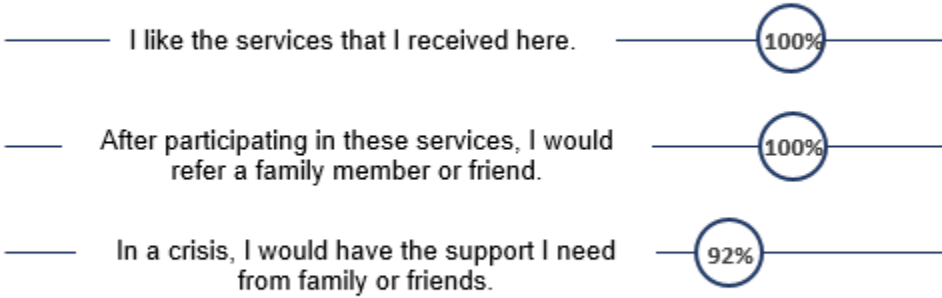 I like the services that I received here. 100%
After participating in these services, I would
refer a family member or friend. 100%
In a crisis, I would have the support I need
from family or friends. 92%